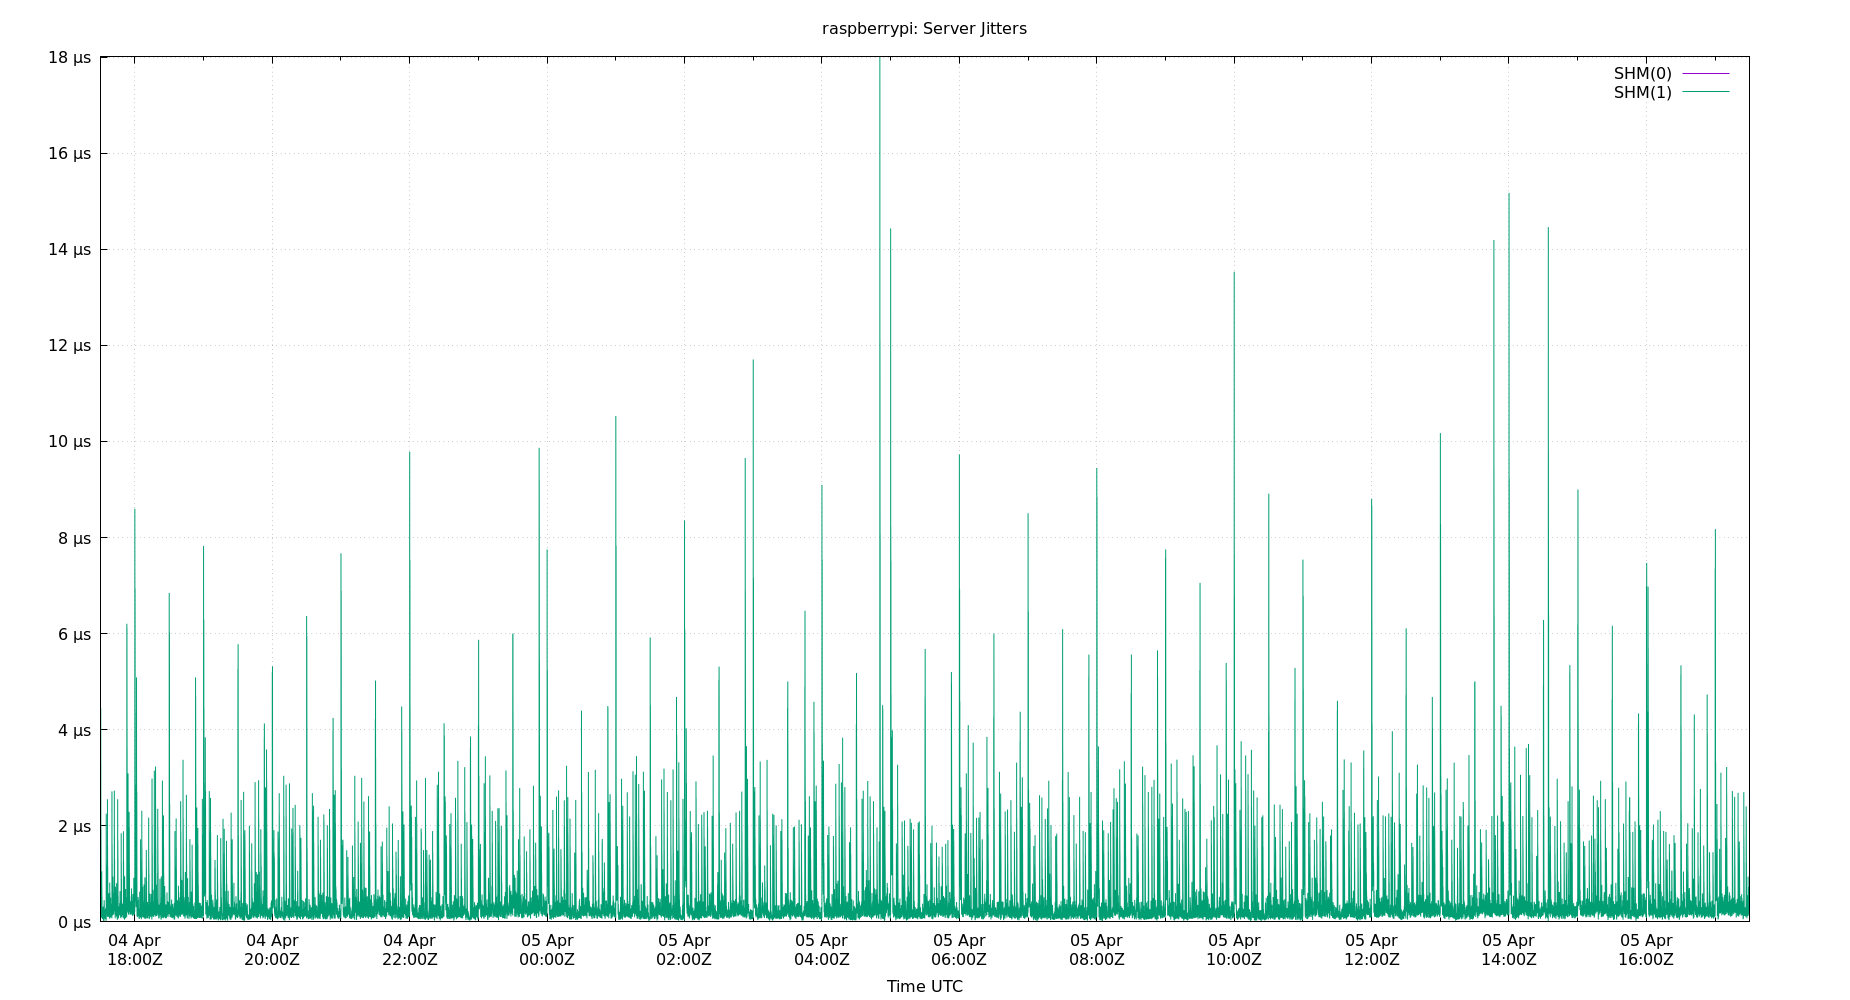 raspberrypi: Server Jitters
SHM(0)
SHM(1)
18 µs
16 µs
14 µs
12 µs
10 µs
8 µs
6 µs
4 µs
2 µs
0 µs
04 Apr 18:00Z
04 Apr 20:00Z
04 Apr 22:00Z
05 Apr 00:00Z
05 Apr 02:00Z
05 Apr 04:00Z
05 Apr 06:00Z
05 Apr 08:00Z
05 Apr 10:00Z
05 Apr 12:00Z
05 Apr 14:00Z
05 Apr 16:00Z
Time UTC